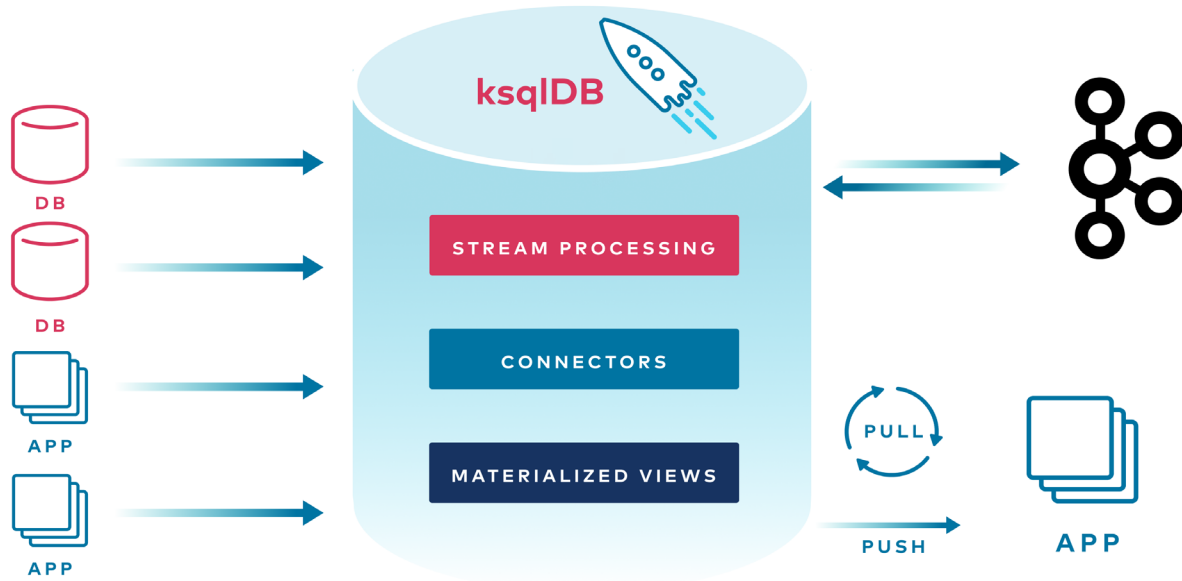 ksqlDB
DB
STREAM PROCESSING
DB
CONNECTORS
APP
PULL
MATERIALIZED VIEWS
PUSH
APP
APP